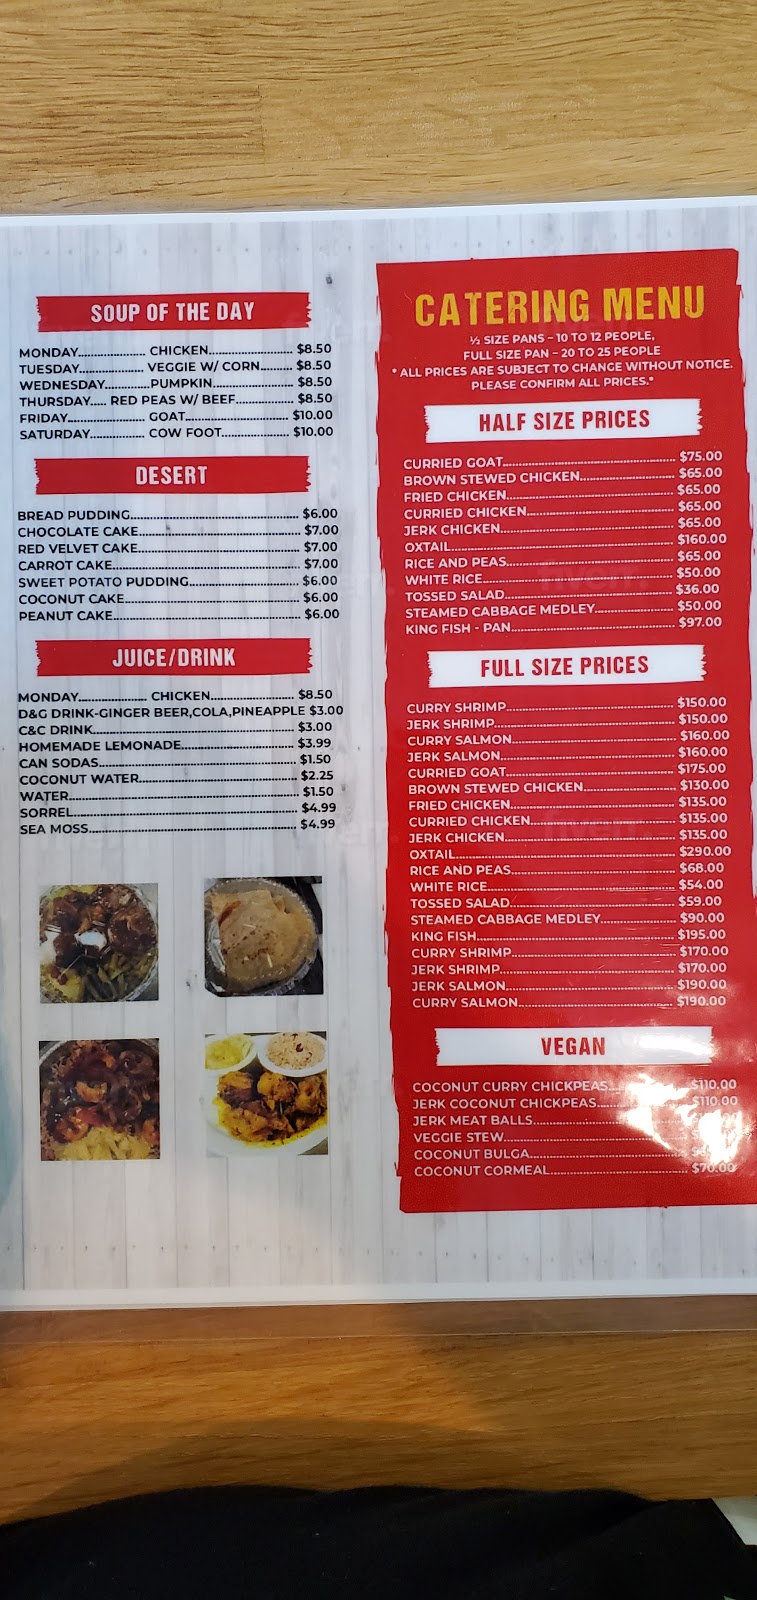 SOUP OF THE DAY
MONDAY..................... CHICKEN.......................... $8.50
TUESDAY.................... VEGGIE W/ CORN.......... $8.50
WEDNESDAY..............PUMPKIN......................... $8.50
THURSDAY..... RED PEAS W/ BEEF................... $8.50
FRIDAY......................... GOAT................................ $10.00
SATURDAY................. COW FOOT..................... $10.00
DESERT
BREAD PUDDING..................................................... $6.00
CHOCOLATE CAKE.................................................. $7.00
RED VELVET CAKE................................................... $7.00
CARROT CAKE........................................................... $7.00
SWEET POTATO PUDDING.................................. $6.00
COCONUT CAKE....................................................... $6.00
PEANUT CAKE........................................................... $6.00
JUICE/DRINK
MONDAY..................... CHICKEN.......................... $8.50
D&G DRINK-GINGER BEER,COLA,PINEAPPLE $3.00
C&C DRINK................................................................ $3.00
HOMEMADE LEMONADE.................................... $3.99
CAN SODAS.............................................................. $1.50
COCONUT WATER.................................................. $2.25
WATER........................................................................ $1.50
SORREL....................................................................... $4.99
SEA MOSS.................................................................. $4.99
CATERING MENU
½ SIZE PANS – 10 TO 12 PEOPLE,
FULL SIZE PAN – 20 TO 25 PEOPLE
* ALL PRICES ARE SUBJECT TO CHANGE WITHOUT NOTICE.
PLEASE CONFIRM ALL PRICES.*
HALF SIZE PRICES
CURRIED GOAT...................................................... $75.00
BROWN STEWED CHICKEN.............................. $65.00
FRIED CHICKEN.................................................... $65.00
CURRIED CHICKEN.............................................. $65.00
JERK CHICKEN...................................................... $65.00
OXTAIL.................................................................... $160.00
RICE AND PEAS..................................................... $65.00
WHITE RICE............................................................ $50.00
TOSSED SALAD..................................................... $36.00
STEAMED CABBAGE MEDLEY......................... $50.00
KING FISH - PAN................................................... $97.00
FULL SIZE PRICES
CURRY SHRIMP.................................................... $150.00
JERK SHRIMP....................................................... $150.00
CURRY SALMON................................................... $160.00
JERK SALMON...................................................... $160.00
CURRIED GOAT.................................................... $175.00
BROWN STEWED CHICKEN............................. $130.00
FRIED CHICKEN................................................... $135.00
CURRIED CHICKEN............................................. $135.00
JERK CHICKEN..................................................... $135.00
OXTAIL................................................................... $290.00
RICE AND PEAS.................................................... $68.00
WHITE RICE........................................................... $54.00
TOSSED SALAD.................................................... $59.00
STEAMED CABBAGE MEDLEY........................ $90.00
KING FISH.............................................................. $195.00
CURRY SHRIMP.................................................... $170.00
JERK SHRIMP........................................................ $170.00
JERK SALMON...................................................... $190.00
CURRY SALMON.................................................. $190.00
VEGAN
COCONUT CURRY CHICKPEAS..................... $110.00
JERK COCONUT CHICKPEAS........................ $110.00
JERK MEAT BALLS.........................................
VEGGIE STEW..................................................
COCONUT BULGA..........................................
COCONUT CORMEAL..................................... $70.00